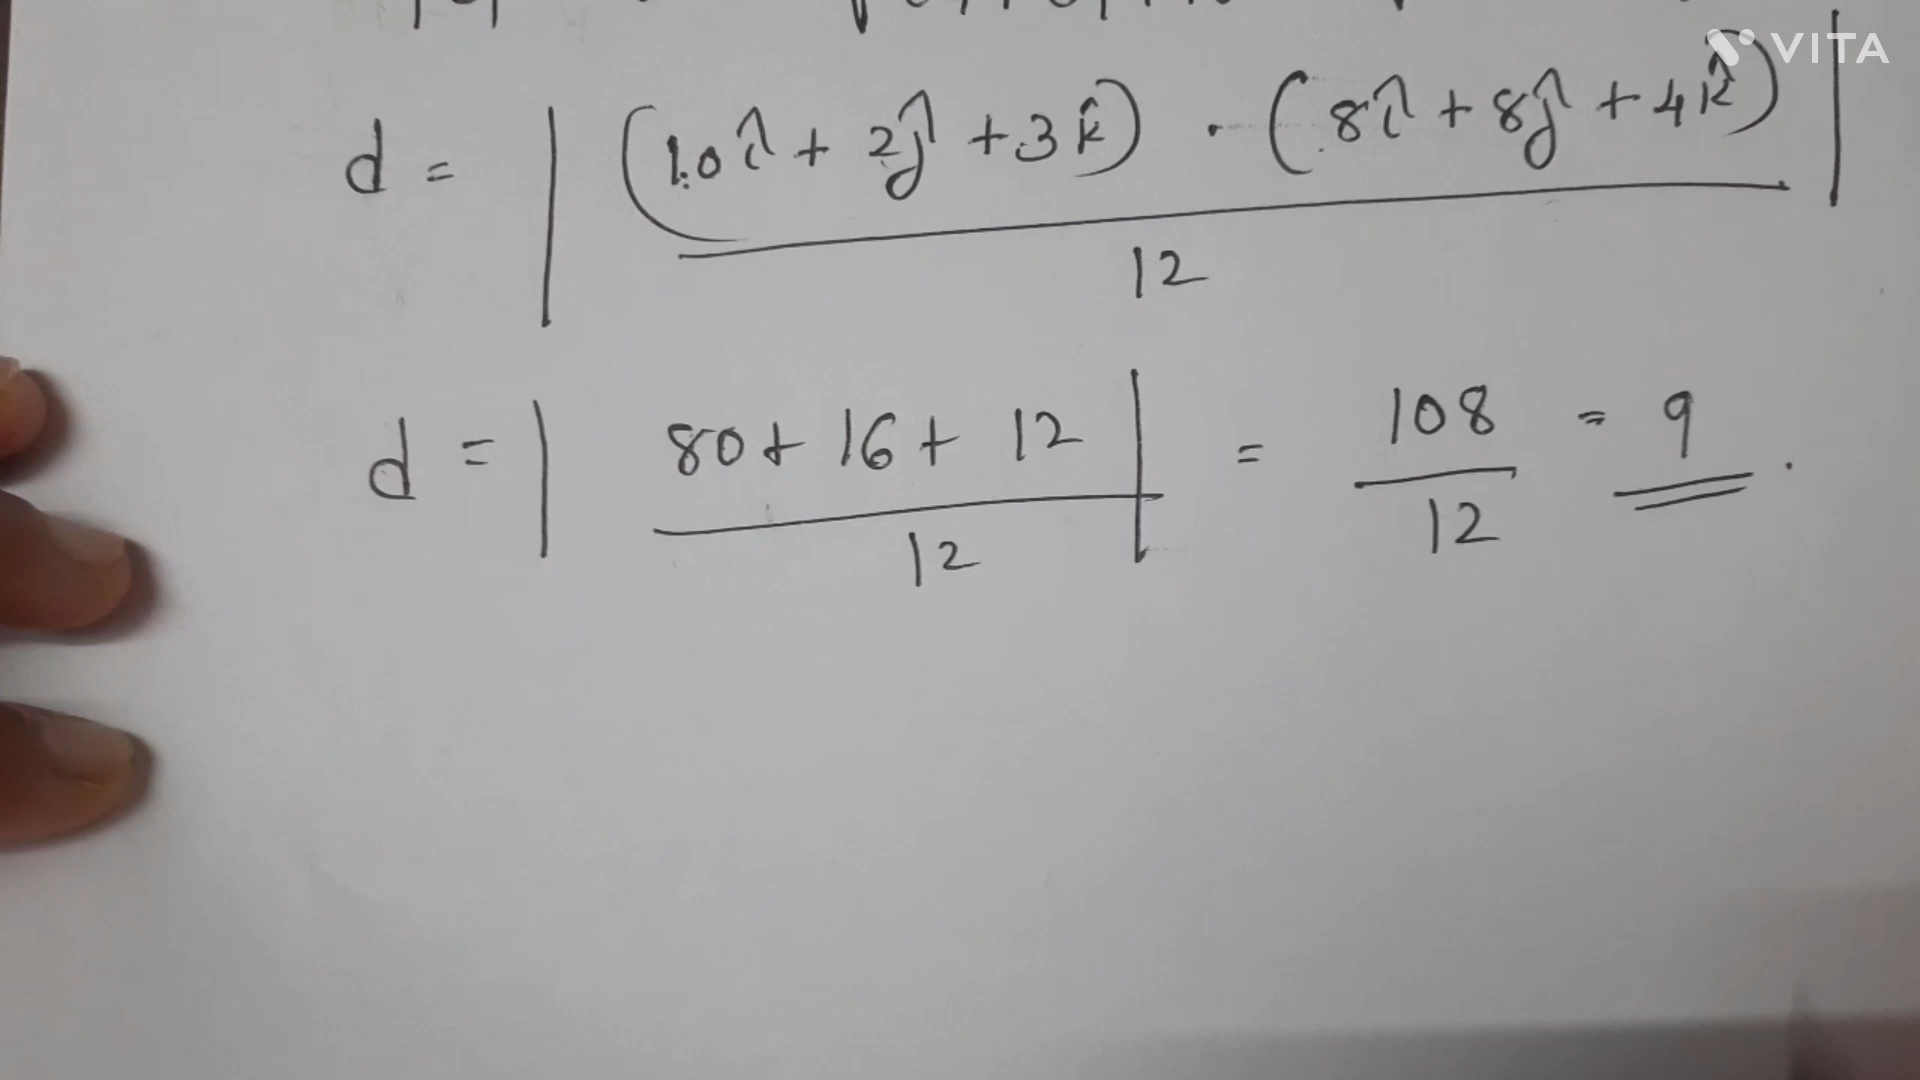 VITA
d = | (10î + 2ĵ + 3k̂) · (8î + 8ĵ + 4k̂) / 12 |
d = | 80 + 16 + 12 / 12 | = 108 / 12 = 9.